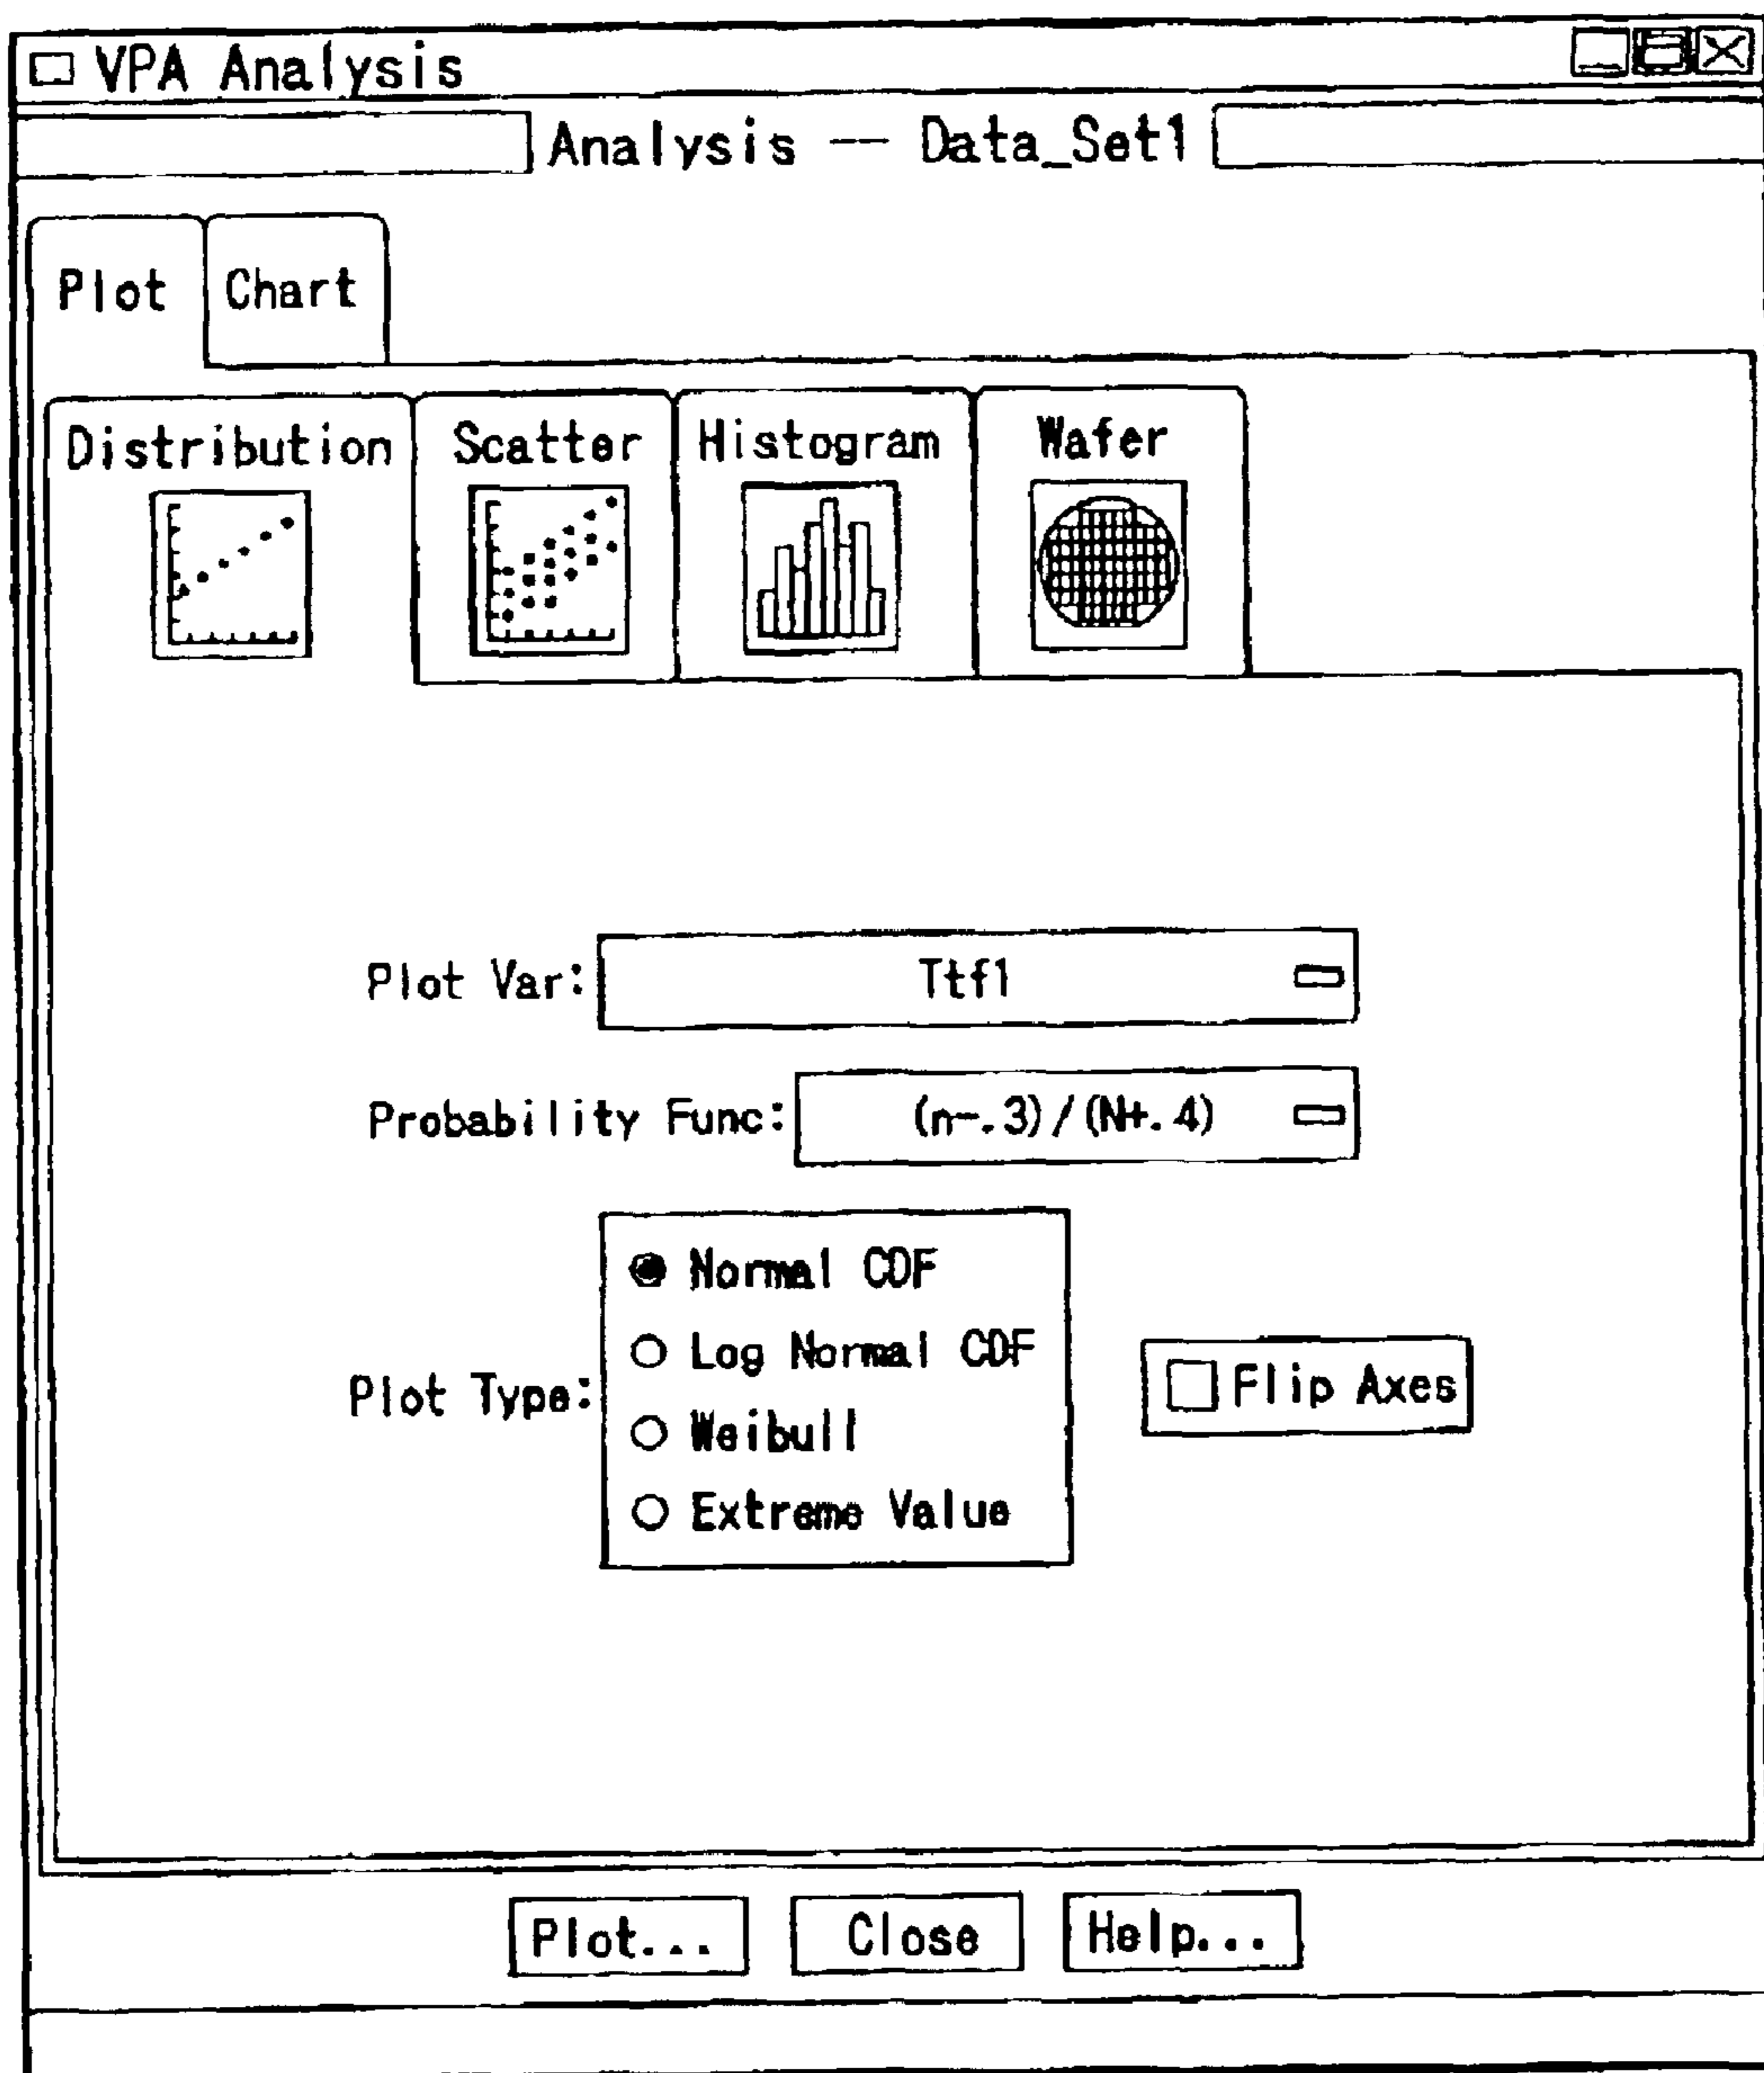 VPA Analysis
Analysis -- Data_Set1
Plot Chart
Distribution Scatter Histogram Wafer
Plot Var: Ttf1
Probability Func: (n-.3)/(N+.4)
Plot Type:
Normal CDF
Log Normal CDF
Weibull
Extreme Value
Flip Axes
Plot... Close Help...